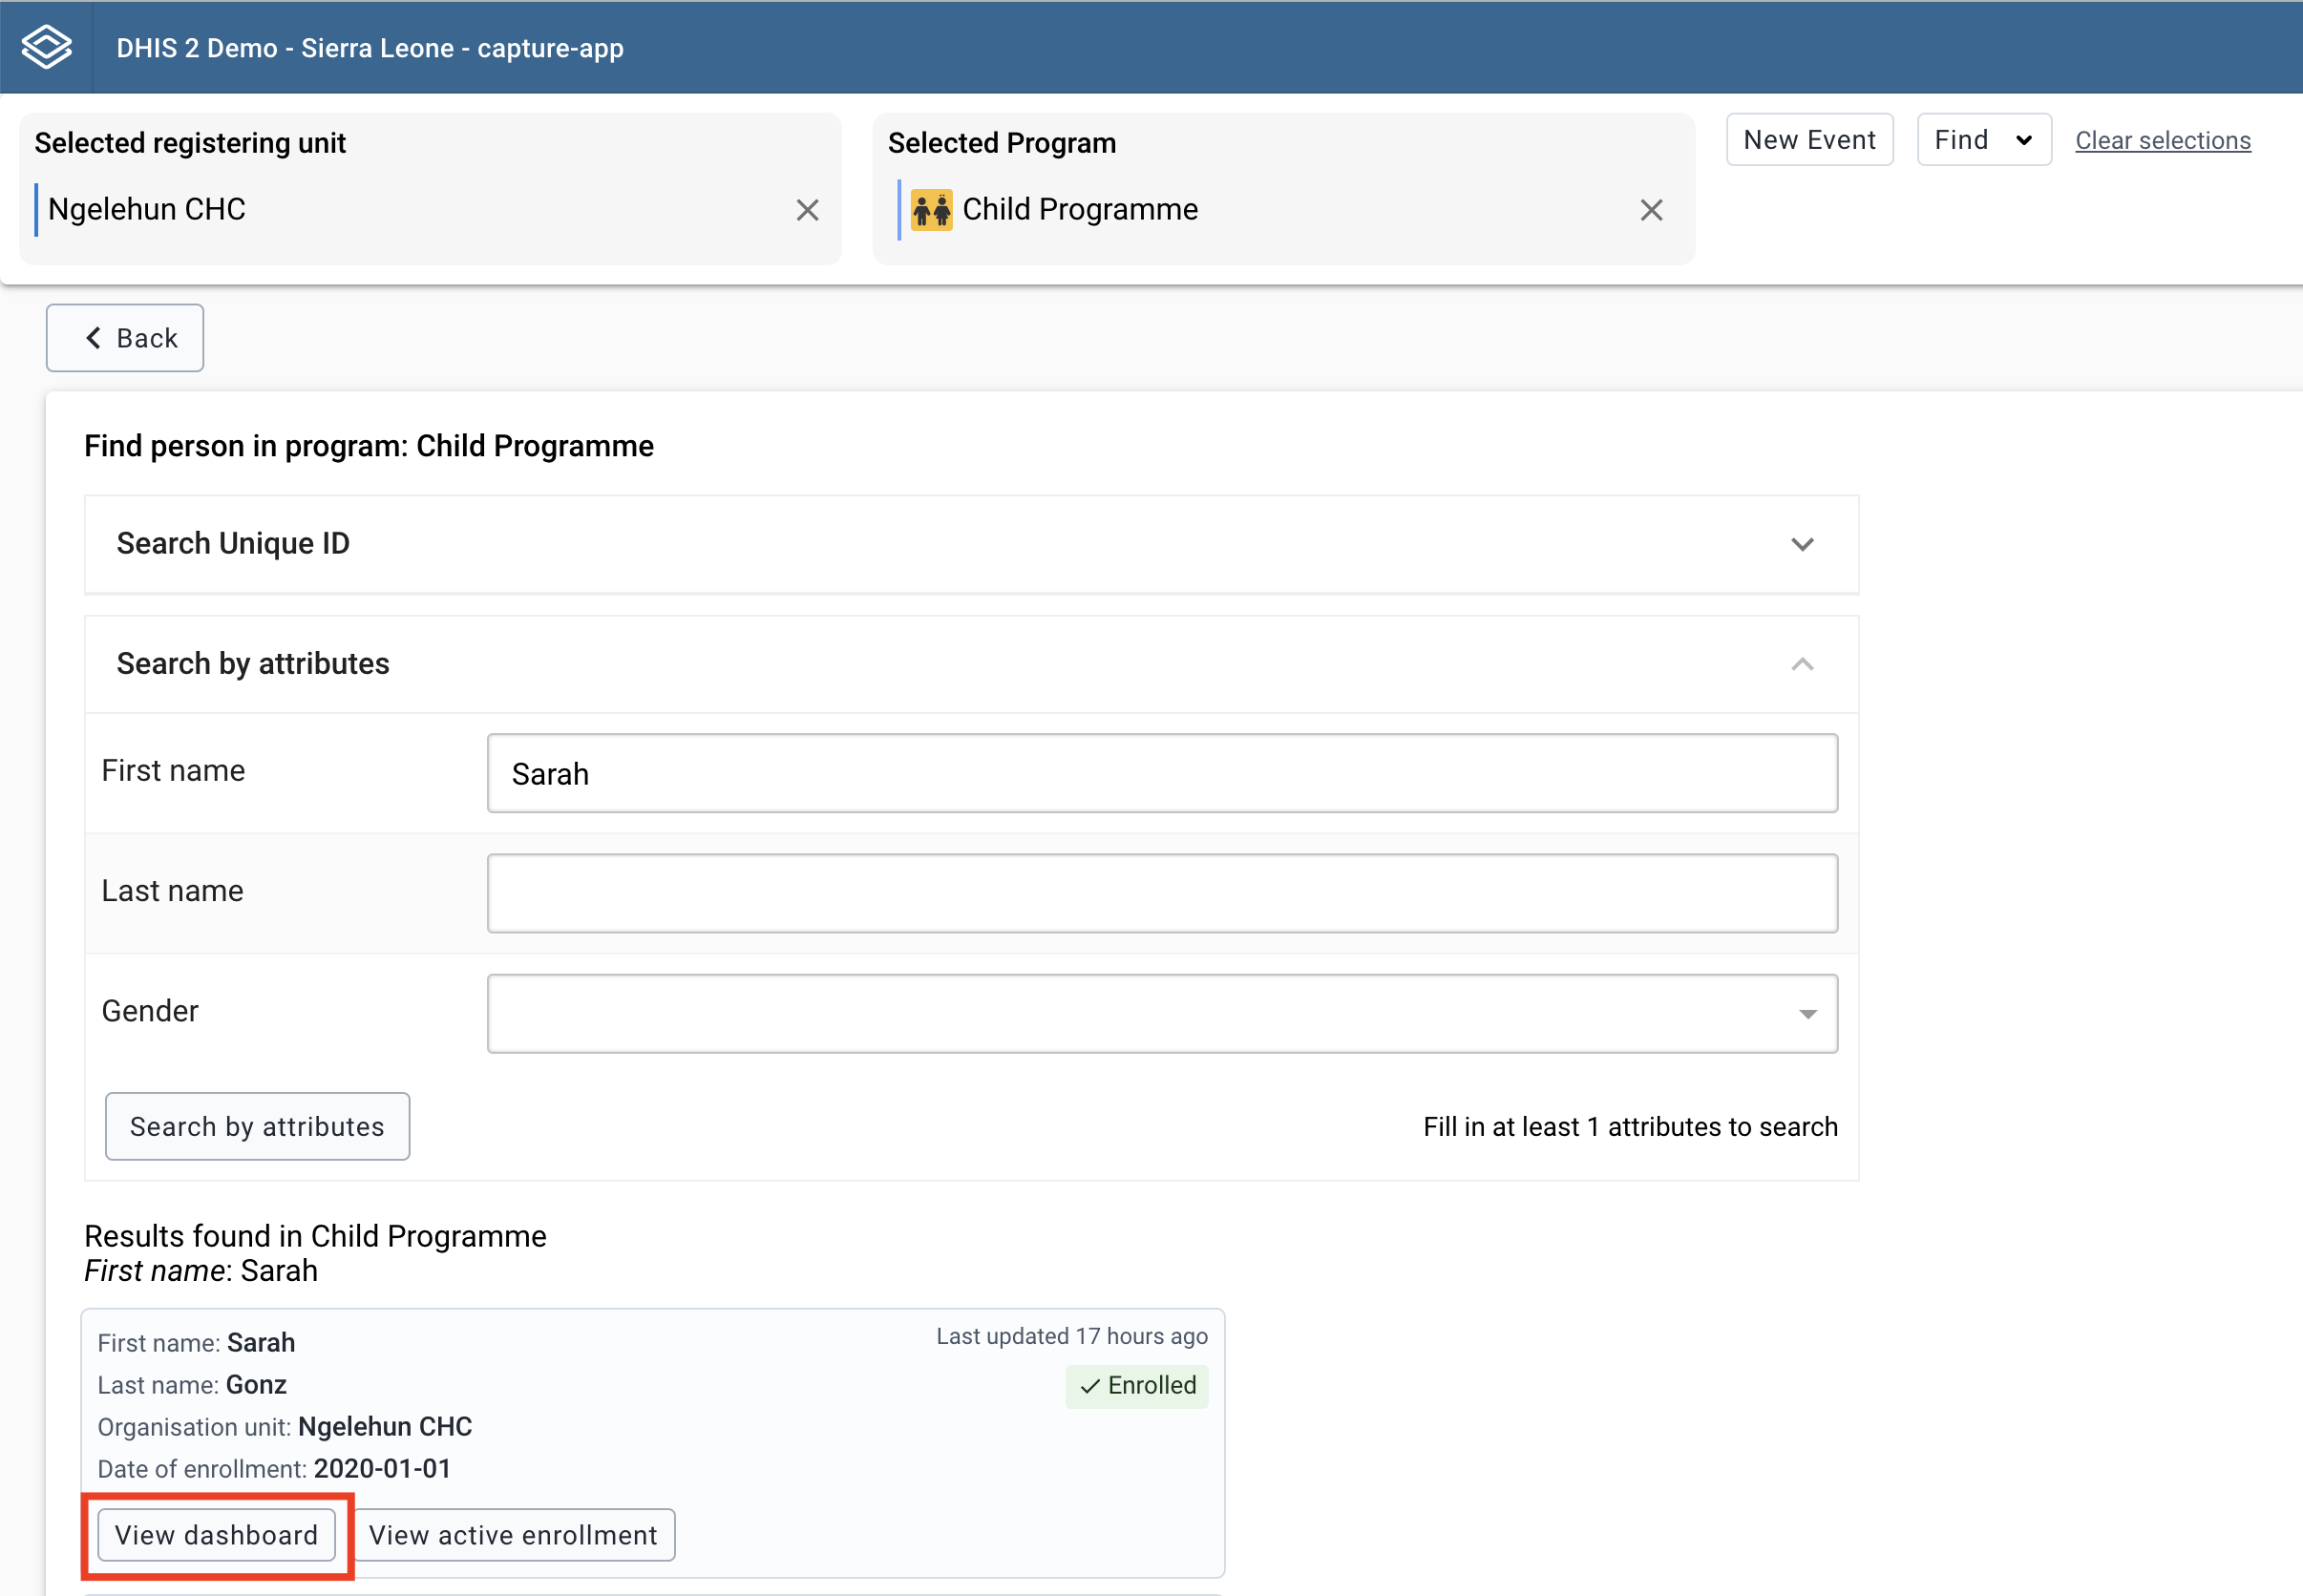 DHIS 2 Demo - Sierra Leone - capture-app
Selected registering unit
Ngelehun CHC
Selected Program
Child Programme
New Event
Find
Clear selections
Back
Find person in program: Child Programme
Search Unique ID
Search by attributes
First name
Sarah
Last name
Gender
Search by attributes
Fill in at least 1 attributes to search
Results found in Child Programme
First name: Sarah
First name: Sarah
Last updated 17 hours ago
Last name: Gonz
Enrolled
Organisation unit: Ngelehun CHC
Date of enrollment: 2020-01-01
View dashboard
View active enrollment